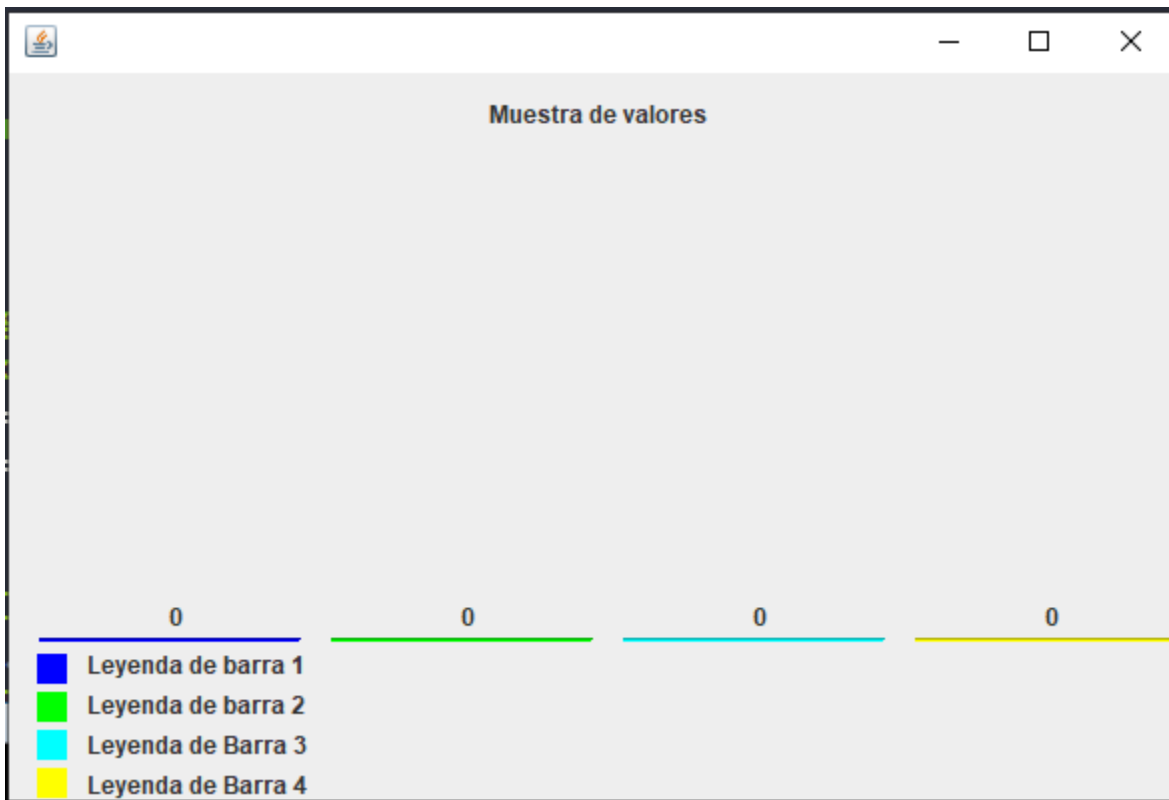 Muestra de valores
0 0 0 0
Leyenda de barra 1
Leyenda de barra 2
Leyenda de Barra 3
Leyenda de Barra 4